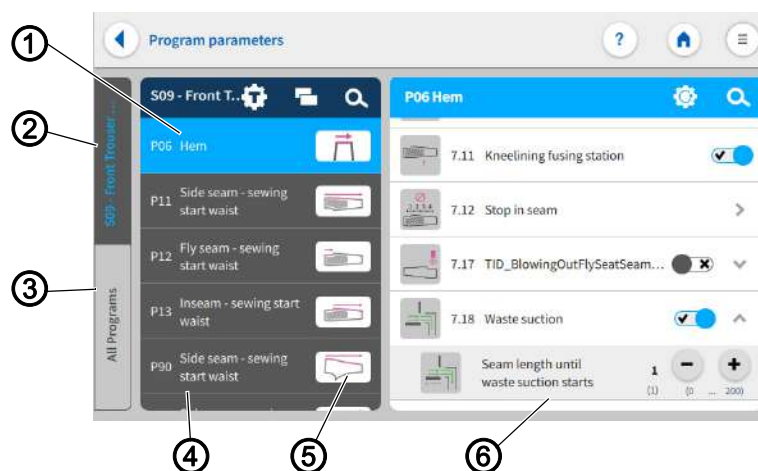 Program parameters
?
1
2
3
4
5
6
S09 - Front Trouser ...
All Programs
S09 - Front T...
T
P06 Hem
P11 Side seam - sewing
start waist
P12 Fly seam - sewing
start waist
P13 Inseam - sewing start
waist
P90 Side seam - sewing
start waist
P06 Hem
7.11 Kneelining fusing station
7.12 Stop in seam
7.17 TID_BlowingOutFlySeatSeam...
7.18 Waste suction
Seam length until
waste suction starts
1
(1)
(0 ... 200)